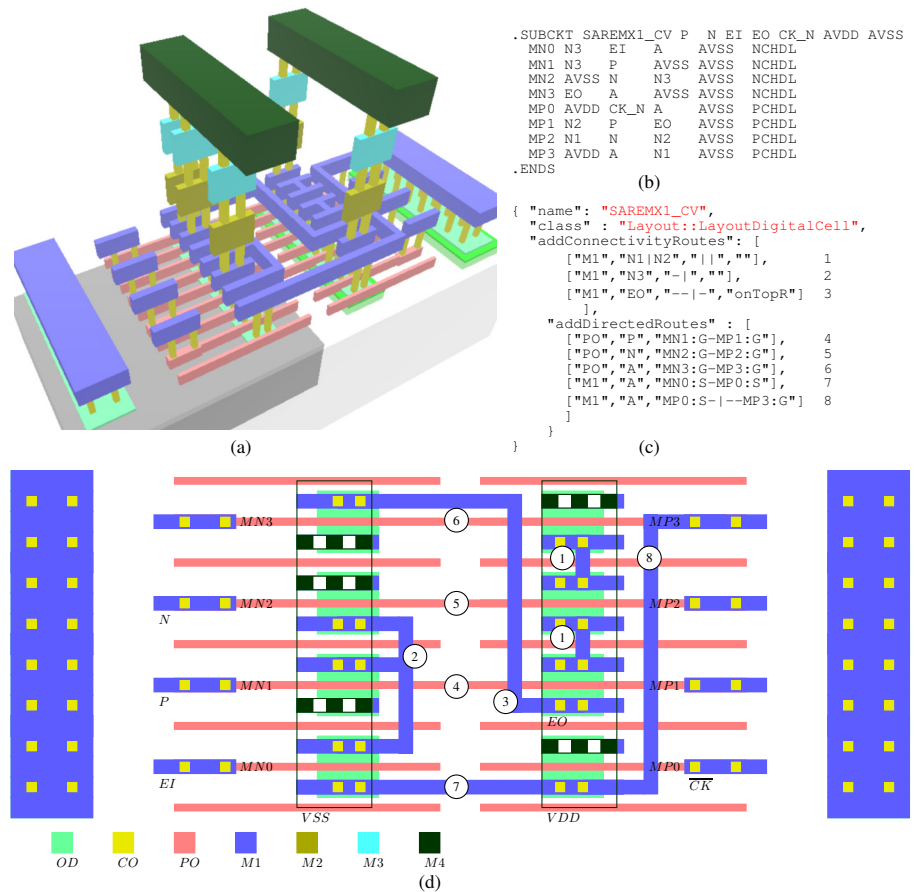 .SUBCKT SAREMX1_CV P N EI EO CK_N AVDD AVSS
MN0 N3 EI A AVSS NCHDL
MN1 N3 P AVSS AVSS NCHDL
MN2 AVSS N N3 AVSS NCHDL
MN3 EO A AVSS AVSS NCHDL
MP0 AVDD CK_N A AVSS PCHDL
MP1 N2 P EO AVSS PCHDL
MP2 N1 N N2 AVSS PCHDL
MP3 AVDD A N1 AVSS PCHDL
.ENDS
(b)
{ "name": "SAREMX1_CV",
"class" : "Layout::LayoutDigitalCell",
"addConnectivityRoutes": [
["M1","N1|N2","||",""], 1
["M1","N3","-|",""], 2
["M1","EO","--|-","onTopR"] 3
],
"addDirectedRoutes" : [
["PO","P","MN1:G-MP1:G"], 4
["PO","N","MN2:G-MP2:G"], 5
["PO","A","MN3:G-MP3:G"], 6
["M1","A","MN0:S-MP0:S"], 7
["M1","A","MP0:S-|--MP3:G"] 8
]
}
}
(a)
(c)
MN3 6 MP3
1 8
MN2 5 MP2
N
1
2
MN1 4 MP1
P 3 EO
MN0 MP0
EI CK
7
VSS VDD
OD CO PO M1 M2 M3 M4
(d)